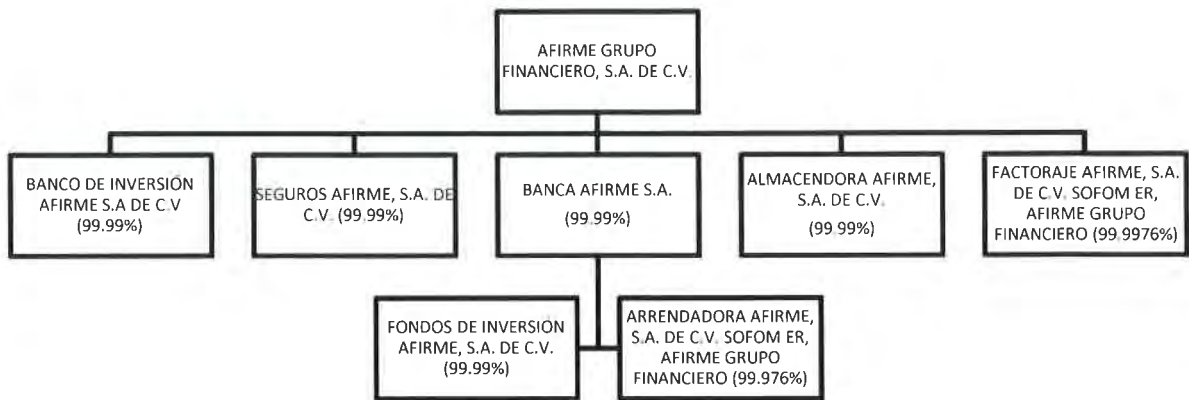 AFIRME GRUPO
FINANCIERO, S.A. DE C.V.
BANCO DE INVERSIÓN
AFIRME S.A DE C.V
(99.99%)
SEGUROS AFIRME, S.A. DE
C.V. (99.99%)
BANCA AFIRME S.A.
(99.99%)
ALMACENDORA AFIRME,
S.A. DE C.V.
(99.99%)
FACTORAJE AFIRME, S.A.
DE C.V. SOFOM ER,
AFIRME GRUPO
FINANCIERO (99.9976%)
FONDOS DE INVERSIÓN
AFIRME, S.A. DE C.V.
(99.99%)
ARRENDADORA AFIRME,
S.A. DE C.V. SOFOM ER,
AFIRME GRUPO
FINANCIERO (99.976%)